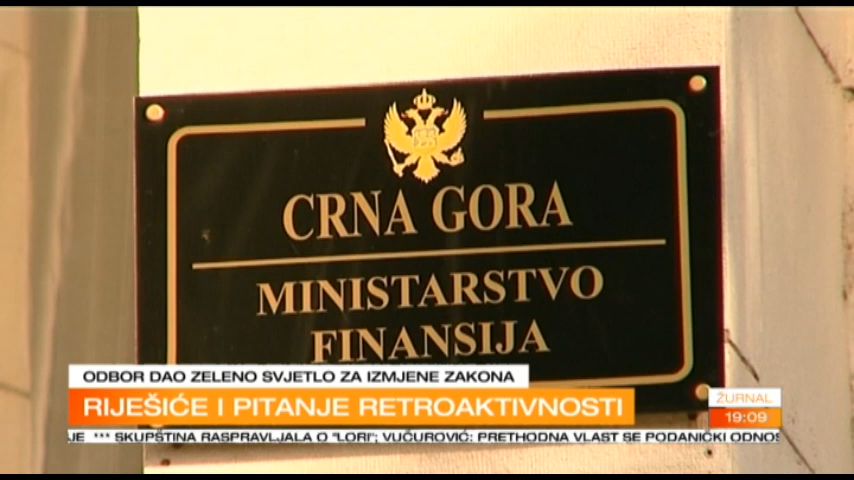 CRNA GORA
MINISTARSTVO
FINANSIJA
ODBOR DAO ZELENO SVJETLO ZA IZMJENE ZAKONA
RIJEŠIĆE I PITANJE RETROAKTIVNOSTI
ŽURNAL
19:09
JE *** SKUPŠTINA RASPRAVLJALA O "LORI"; VUČUROVIĆ: PRETHODNA VLAST SE PODANIČKI ODNOS